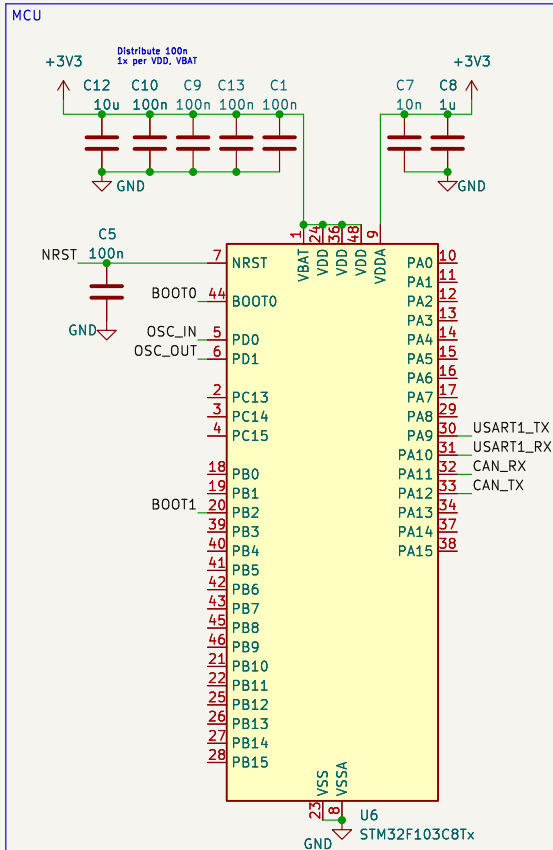 MCU
Distribute 100n
1x per VDD, VBAT
+3V3
+3V3
C12 C10 C9 C13 C1
10u 100n 100n 100n 100n
C7 C8
10n 1u
GND
GND
1 24 36 48 9
VBAT VDD VDD VDD VDDA
C5
100n
NRST
GND
7 NRST
BOOT0 44 BOOT0
OSC_IN 5 PD0
OSC_OUT 6 PD1
2 PC13
3 PC14
4 PC15
18 PB0
19 PB1
BOOT1 20 PB2
39 PB3
40 PB4
41 PB5
42 PB6
43 PB7
45 PB8
46 PB9
21 PB10
22 PB11
25 PB12
26 PB13
27 PB14
28 PB15
PA0 10
PA1 11
PA2 12
PA3 13
PA4 14
PA5 15
PA6 16
PA7 17
PA8 29
PA9 30 USART1_TX
PA10 31 USART1_RX
PA11 32 CAN_RX
PA12 33 CAN_TX
PA13 34
PA14 37
PA15 38
VSS VSSA
23 8
GND
U6
STM32F103C8Tx